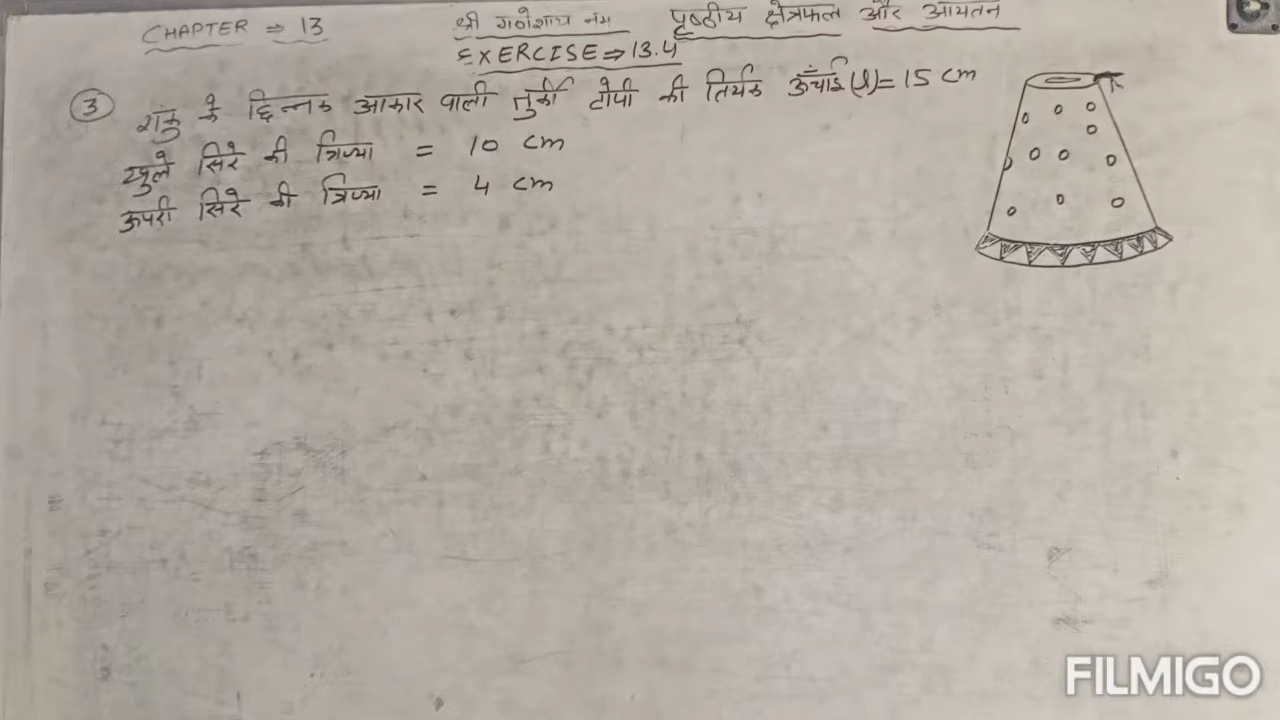 CHAPTER ⇒ 13 श्री गणेशाय नम पृष्ठीय क्षेत्रफल और आयतन
EXERCISE ⇒ 13.4
③ शंकु के छिन्नक आकार वाली तुर्की टोपी की तिर्यक ऊँचाई (l) = 15 cm
खुले सिरे की त्रिज्या = 10 cm
ऊपरी सिरे की त्रिज्या = 4 cm
FILMIGO